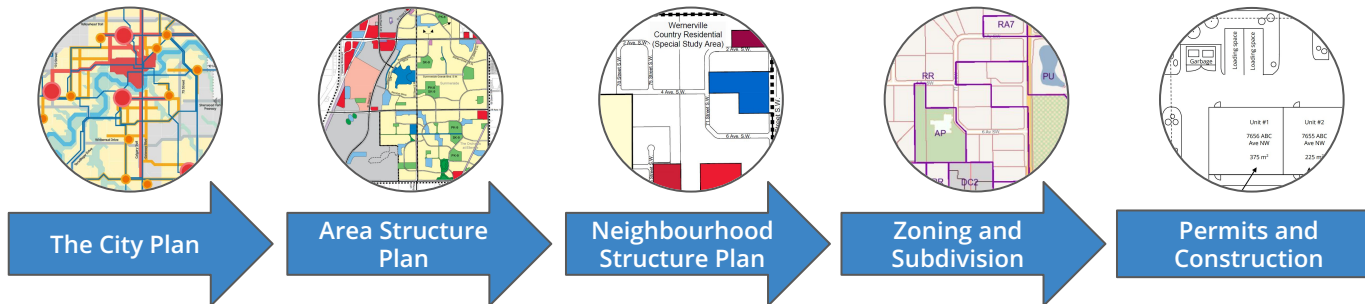 Wernerville
Country Residential
(Special Study Area)
2 Ave. S.W.
4 Ave. S.W.
6 Ave. S.W.
RA7
RR
PU
AP
DC2
Loading space
Loading space
Garbage
Unit #1
7656 ABC
Ave NW
375 m²
Unit #2
7655 ABC
Ave NW
225 m
The City Plan
Area Structure
Plan
Neighbourhood
Structure Plan
Zoning and
Subdivision
Permits and
Construction